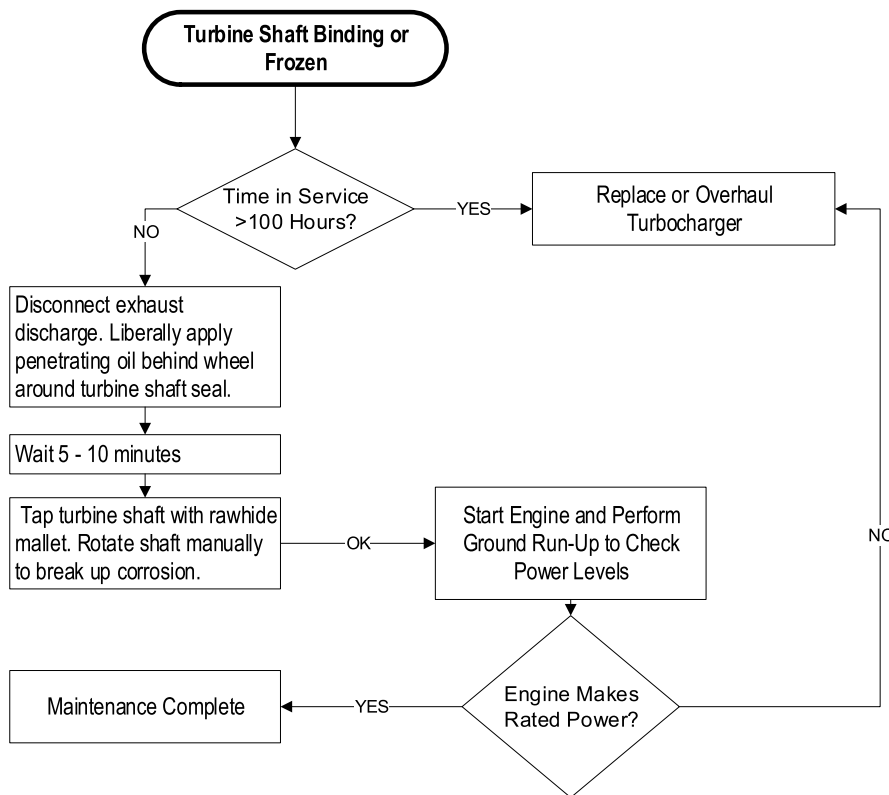 Turbine Shaft Binding or
Frozen
Time in Service
>100 Hours?
YES
Replace or Overhaul
Turbocharger
NO
Disconnect exhaust
discharge. Liberally apply
penetrating oil behind wheel
around turbine shaft seal.
Wait 5 - 10 minutes
Tap turbine shaft with rawhide
mallet. Rotate shaft manually
to break up corrosion.
OK
Start Engine and Perform
Ground Run-Up to Check
Power Levels
NO
Engine Makes
Rated Power?
YES
Maintenance Complete